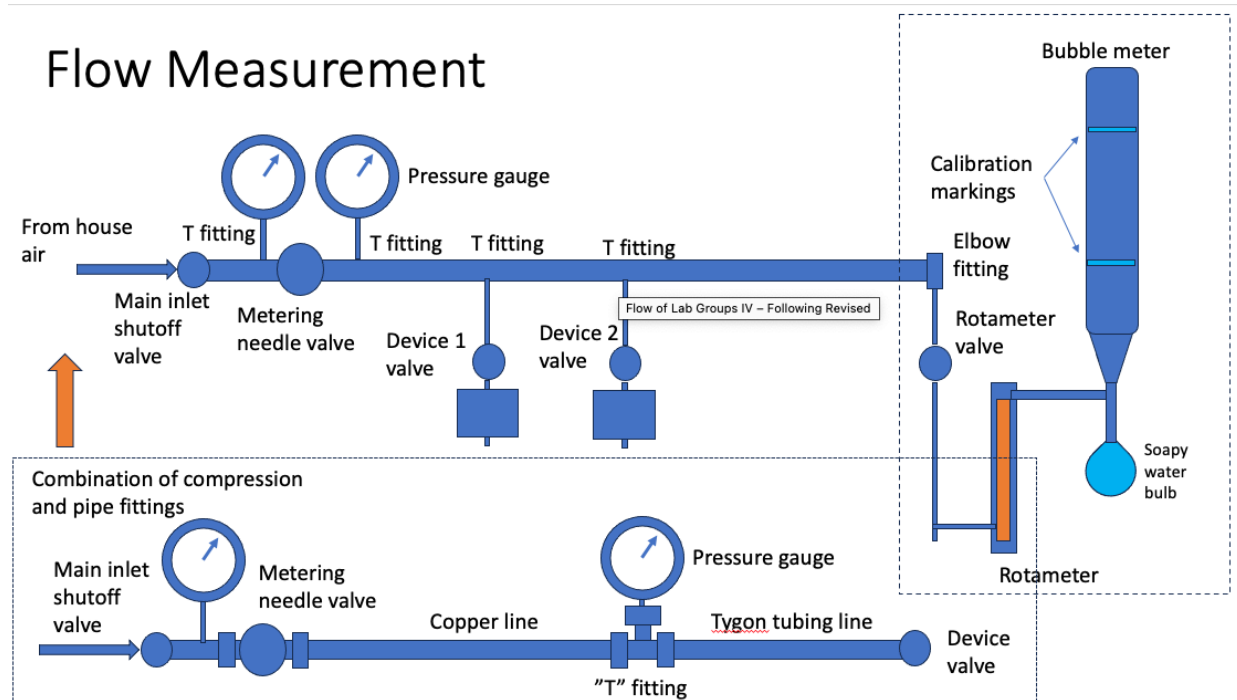 Flow Measurement
Bubble meter
Calibration
markings
Pressure gauge
From house
air
T fitting
T fitting
T fitting
T fitting
Elbow
fitting
Main inlet
shutoff
valve
Metering
needle valve
Device 1
valve
Flow of Lab Groups IV – Following Revised
Device 2
valve
Rotameter
valve
Soapy
water
bulb
Rotameter
Combination of compression
and pipe fittings
Main inlet
shutoff
valve
Metering
needle valve
Copper line
Pressure gauge
Tygon tubing line
Device
valve
”T” fitting